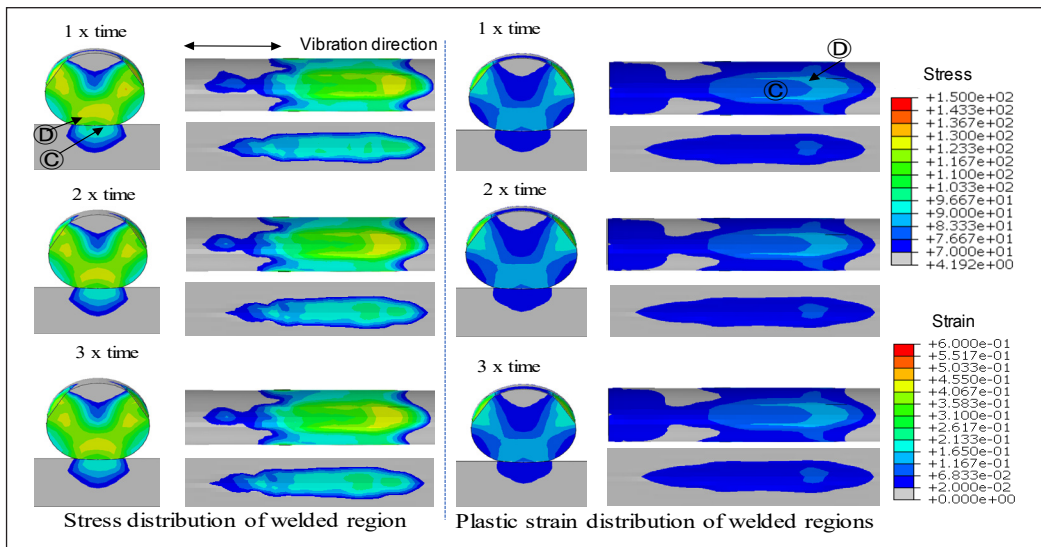 1 x time
Vibration direction
1 x time
Ⓓ
Ⓒ
Ⓓ
Ⓒ
2 x time
2 x time
3 x time
3 x time
Stress
+1.500e+02
+1.433e+02
+1.367e+02
+1.300e+02
+1.233e+02
+1.167e+02
+1.100e+02
+1.033e+02
+9.667e+01
+9.000e+01
+8.333e+01
+7.667e+01
+7.000e+01
+4.192e+00
Strain
+6.000e-01
+5.517e-01
+5.033e-01
+4.550e-01
+4.067e-01
+3.583e-01
+3.100e-01
+2.617e-01
+2.133e-01
+1.650e-01
+1.167e-01
+6.833e-02
+2.000e-02
+0.000e+00
Stress distribution of welded region
Plastic strain distribution of welded regions